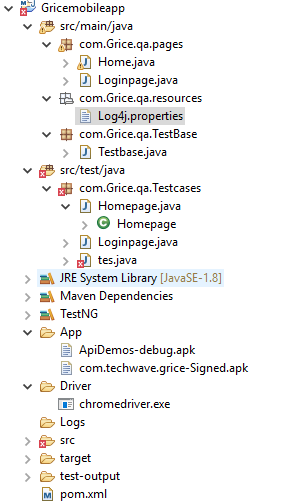 Gricemobileapp
src/main/java
com.Grice.qa.pages
Home.java
Loginpage.java
com.Grice.qa.resources
Log4j.properties
com.Grice.qa.TestBase
Testbase.java
src/test/java
com.Grice.qa.Testcases
Homepage.java
Homepage
Loginpage.java
tes.java
JRE System Library [JavaSE-1.8]
Maven Dependencies
TestNG
App
ApiDemos-debug.apk
com.techwave.grice-Signed.apk
Driver
chromedriver.exe
Logs
src
target
test-output
pom.xml